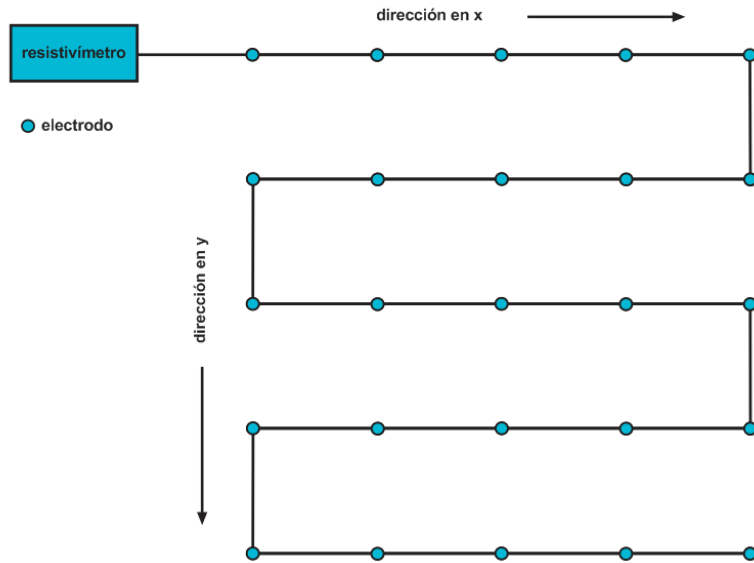 dirección en x
resistivímetro
electrodo
dirección en y